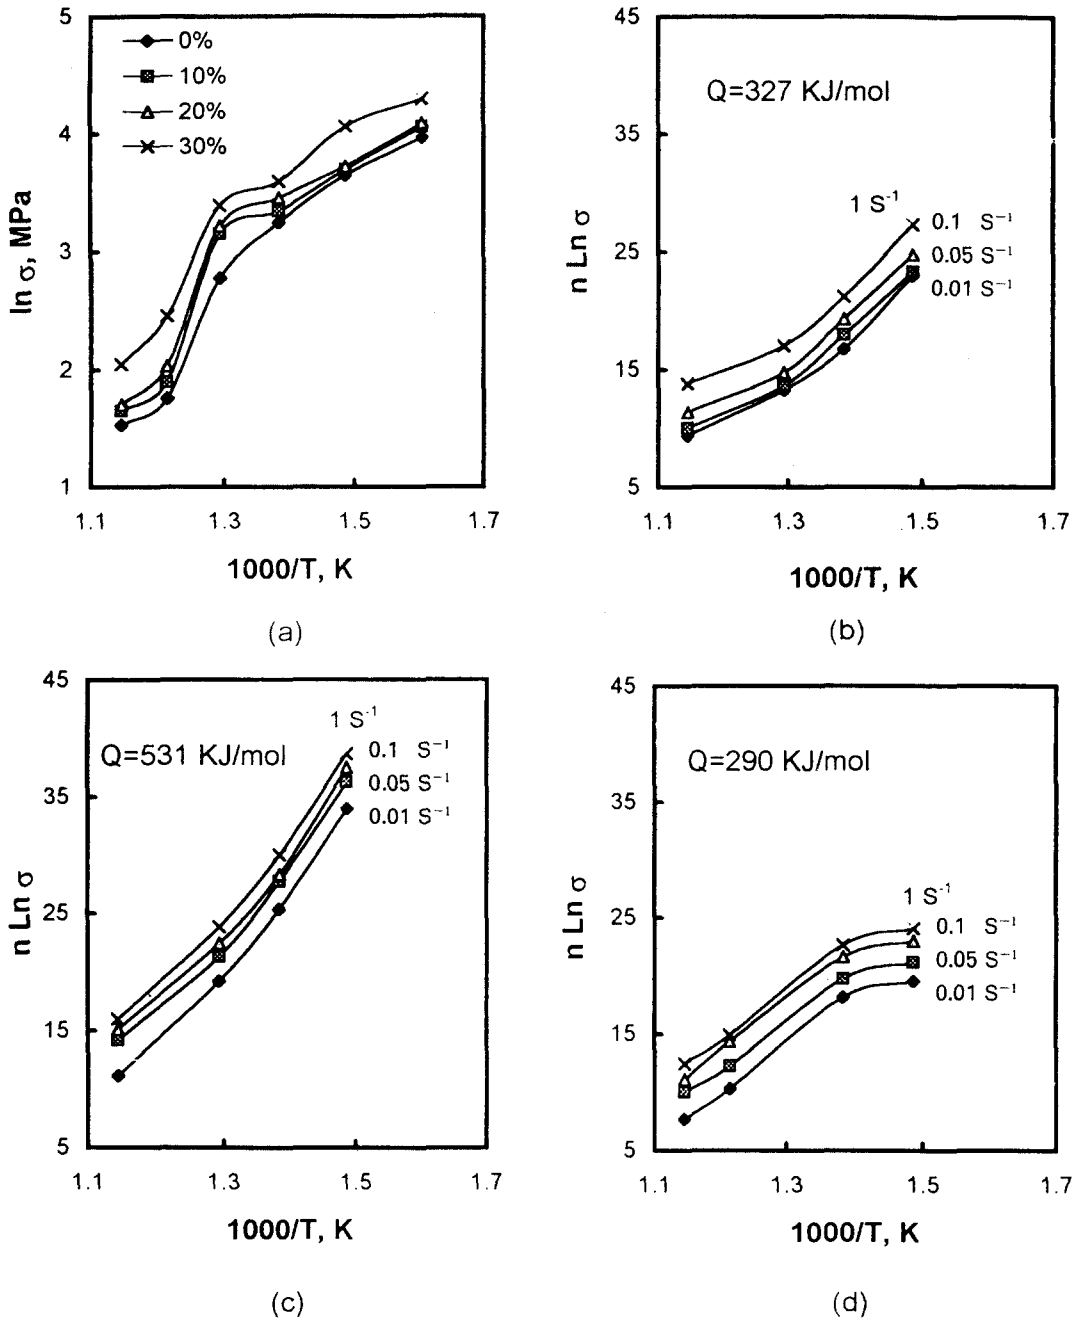 5
4
3
2
1
ln σ, MPa
0%
10%
20%
30%
1.1 1.3 1.5 1.7
1000/T, K
(a)
45
35
25
15
5
n Ln σ
Q=327 KJ/mol
1 S⁻¹
0.1 S⁻¹
0.05 S⁻¹
0.01 S⁻¹
1.1 1.3 1.5 1.7
1000/T, K
(b)
45
35
25
15
5
n Ln σ
Q=531 KJ/mol
1 S⁻¹
0.1 S⁻¹
0.05 S⁻¹
0.01 S⁻¹
1.1 1.3 1.5 1.7
1000/T, K
(c)
45
35
25
15
5
n Ln σ
Q=290 KJ/mol
1 S⁻¹
0.1 S⁻¹
0.05 S⁻¹
0.01 S⁻¹
1.1 1.3 1.5 1.7
1000/T, K
(d)